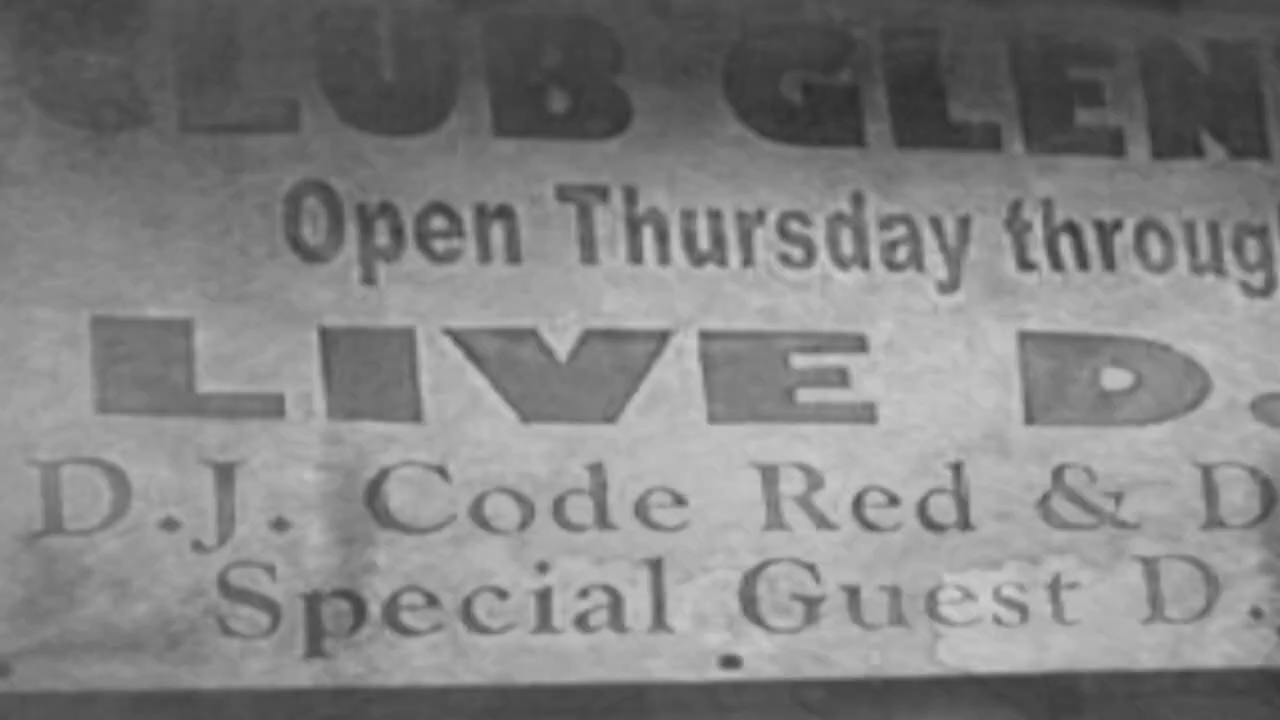 CLUB GLEN
Open Thursday throug
LIVE D.
D.J. Code Red & D
Special Guest D.